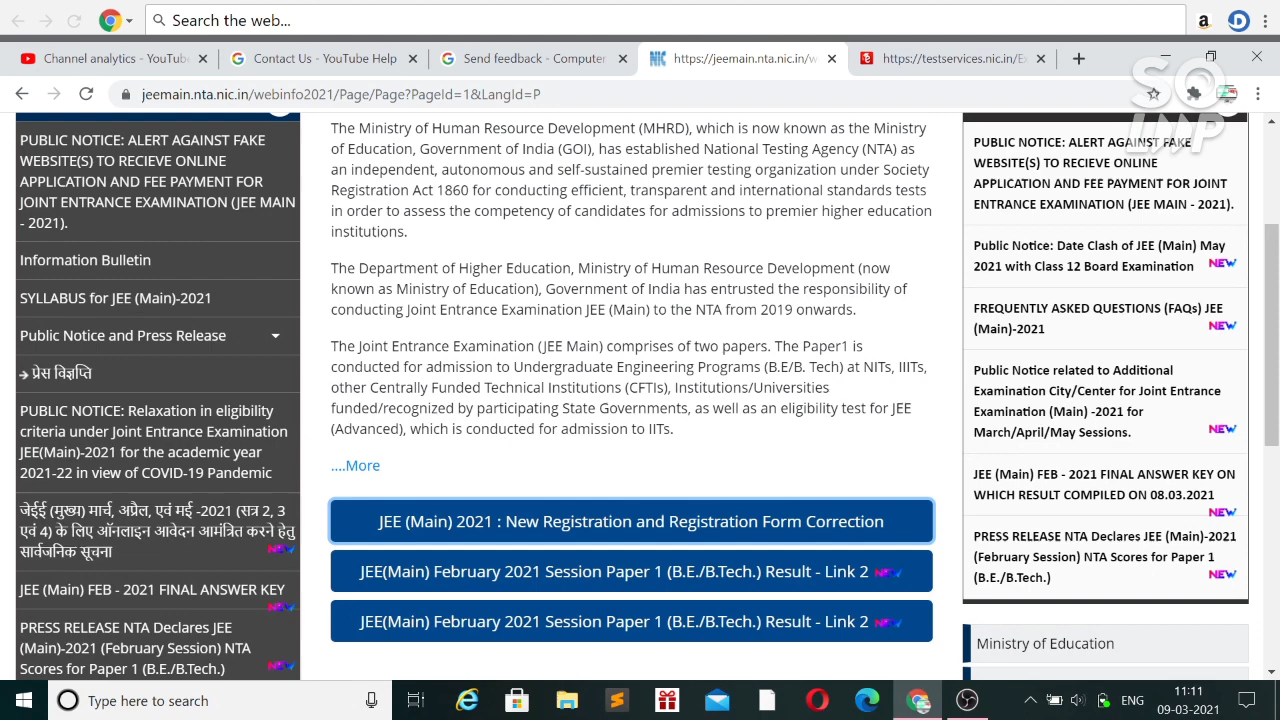 Search the web...
Channel analytics - YouTube
Contact Us - YouTube Help
Send feedback - Computer
https://jeemain.nta.nic.in/w
https://testservices.nic.in/E
jeemain.nta.nic.in/webinfo2021/Page/Page?PageId=1&LangId=P
PUBLIC NOTICE: ALERT AGAINST FAKE
WEBSITE(S) TO RECIEVE ONLINE
APPLICATION AND FEE PAYMENT FOR
JOINT ENTRANCE EXAMINATION (JEE MAIN
- 2021).
Information Bulletin
SYLLABUS for JEE (Main)-2021
Public Notice and Press Release
प्रेस विज्ञप्ति
PUBLIC NOTICE: Relaxation in eligibility
criteria under Joint Entrance Examination
JEE(Main)-2021 for the academic year
2021-22 in view of COVID-19 Pandemic
जेईई (मुख्य) मार्च, अप्रैल, एवं मई -2021 (सत्र 2, 3
एवं 4) के लिए ऑनलाइन आवेदन आमंत्रित करने हेतु
सार्वजनिक सूचना NEW
JEE (Main) FEB - 2021 FINAL ANSWER KEY
NEW
PRESS RELEASE NTA Declares JEE
(Main)-2021 (February Session) NTA
Scores for Paper 1 (B.E./B.Tech.) NEW
The Ministry of Human Resource Development (MHRD), which is now known as the Ministry
of Education, Government of India (GOI), has established National Testing Agency (NTA) as
an independent, autonomous and self-sustained premier testing organization under Society
Registration Act 1860 for conducting efficient, transparent and international standards tests
in order to assess the competency of candidates for admissions to premier higher education
institutions.
The Department of Higher Education, Ministry of Human Resource Development (now
known as Ministry of Education), Government of India has entrusted the responsibility of
conducting Joint Entrance Examination JEE (Main) to the NTA from 2019 onwards.
The Joint Entrance Examination (JEE Main) comprises of two papers. The Paper1 is
conducted for admission to Undergraduate Engineering Programs (B.E/B. Tech) at NITs, IIITs,
other Centrally Funded Technical Institutions (CFTIs), Institutions/Universities
funded/recognized by participating State Governments, as well as an eligibility test for JEE
(Advanced), which is conducted for admission to IITs.
....More
JEE (Main) 2021 : New Registration and Registration Form Correction
JEE(Main) February 2021 Session Paper 1 (B.E./B.Tech.) Result - Link 2 NEW
JEE(Main) February 2021 Session Paper 1 (B.E./B.Tech.) Result - Link 2 NEW
PUBLIC NOTICE: ALERT AGAINST FAKE
WEBSITE(S) TO RECIEVE ONLINE
APPLICATION AND FEE PAYMENT FOR JOINT
ENTRANCE EXAMINATION (JEE MAIN - 2021).
Public Notice: Date Clash of JEE (Main) May
2021 with Class 12 Board Examination NEW
FREQUENTLY ASKED QUESTIONS (FAQs) JEE
(Main)-2021 NEW
Public Notice related to Additional
Examination City/Center for Joint Entrance
Examination (Main) -2021 for
March/April/May Sessions. NEW
JEE (Main) FEB - 2021 FINAL ANSWER KEY ON
WHICH RESULT COMPILED ON 08.03.2021
NEW
PRESS RELEASE NTA Declares JEE (Main)-2021
(February Session) NTA Scores for Paper 1
(B.E./B.Tech.) NEW
Ministry of Education
Type here to search
ENG
11:11
09-03-2021